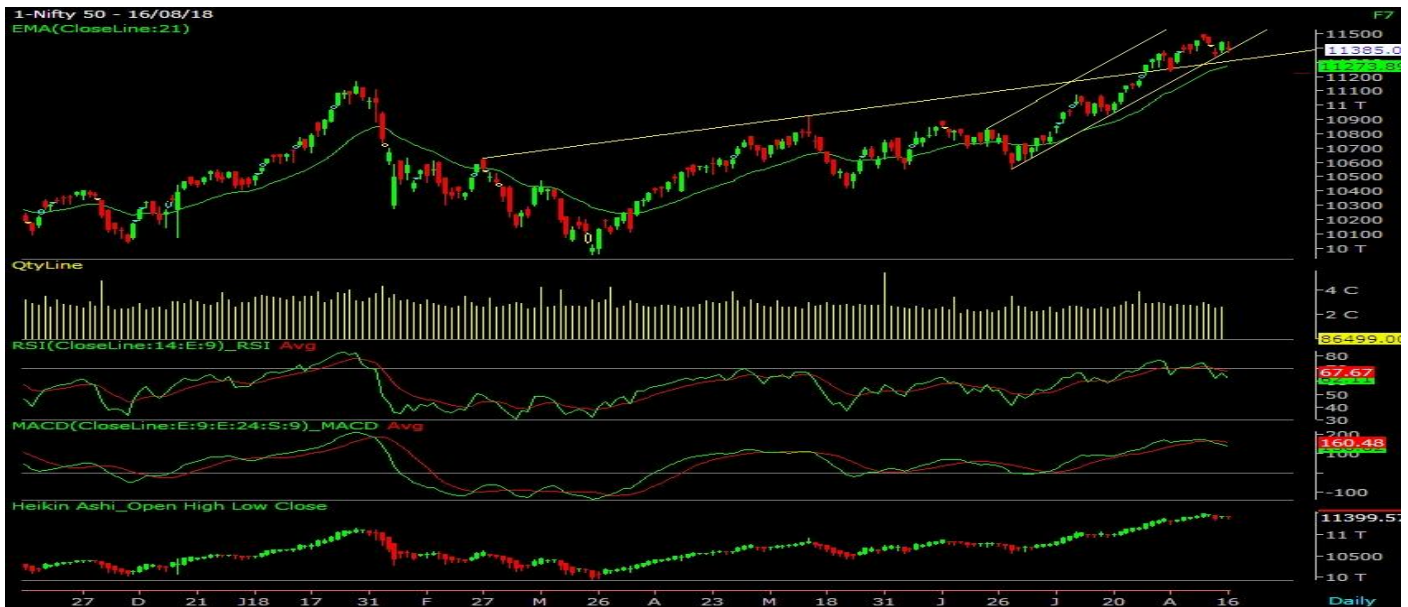 1-Nifty 50 - 16/08/18
F7
EMA(CloseLine:21)
11500
11385.0
11273.89
11200
11 T
10900
10800
10700
10600
10500
10400
10300
10200
10100
10 T
QtyLine
4 C
2 C
86499.00
RSI(CloseLine:14:E:9)_RSI Avg
80
67.67
50
40
30
MACD(CloseLine:E:9:E:24:S:9)_MACD Avg
200
160.48
100
-100
Heikin Ashi_Open High Low Close
11399.57
11 T
10500
10 T
27 D 21 J18 17 31 F 27 M 26 A 23 M 18 31 J 26 J 20 A 16 Daily